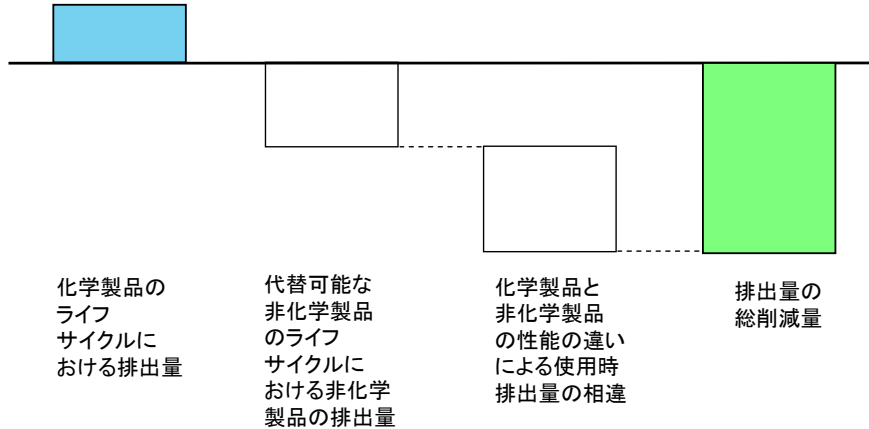 化学製品の
ライフ
サイクルに
おける排出量
代替可能な
非化学製品
のライフ
サイクルに
おける非化学
製品の排出量
化学製品と
非化学製品
の性能の違い
による使用時
排出量の相違
排出量の
総削減量